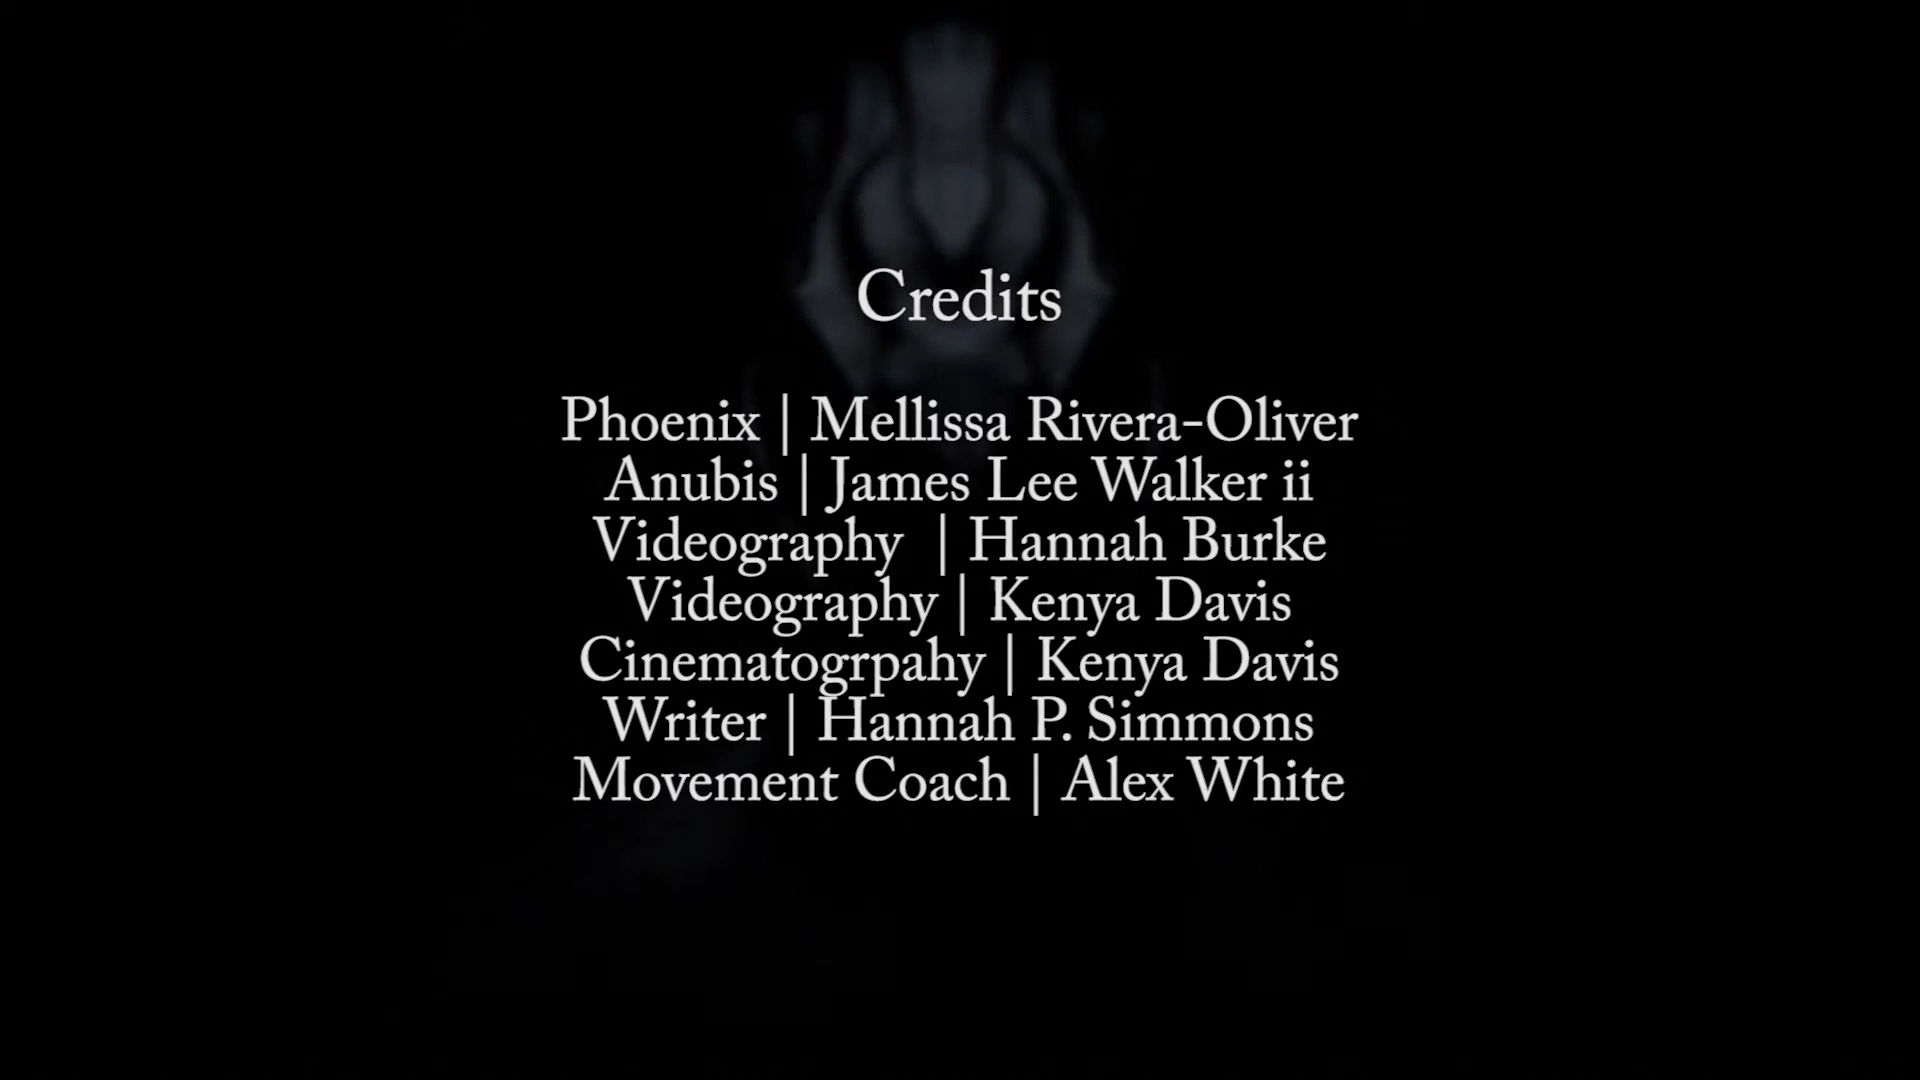 Credits
Phoenix | Mellissa Rivera-Oliver
Anubis | James Lee Walker ii
Videography | Hannah Burke
Videography | Kenya Davis
Cinematogrpahy | Kenya Davis
Writer | Hannah P. Simmons
Movement Coach | Alex White